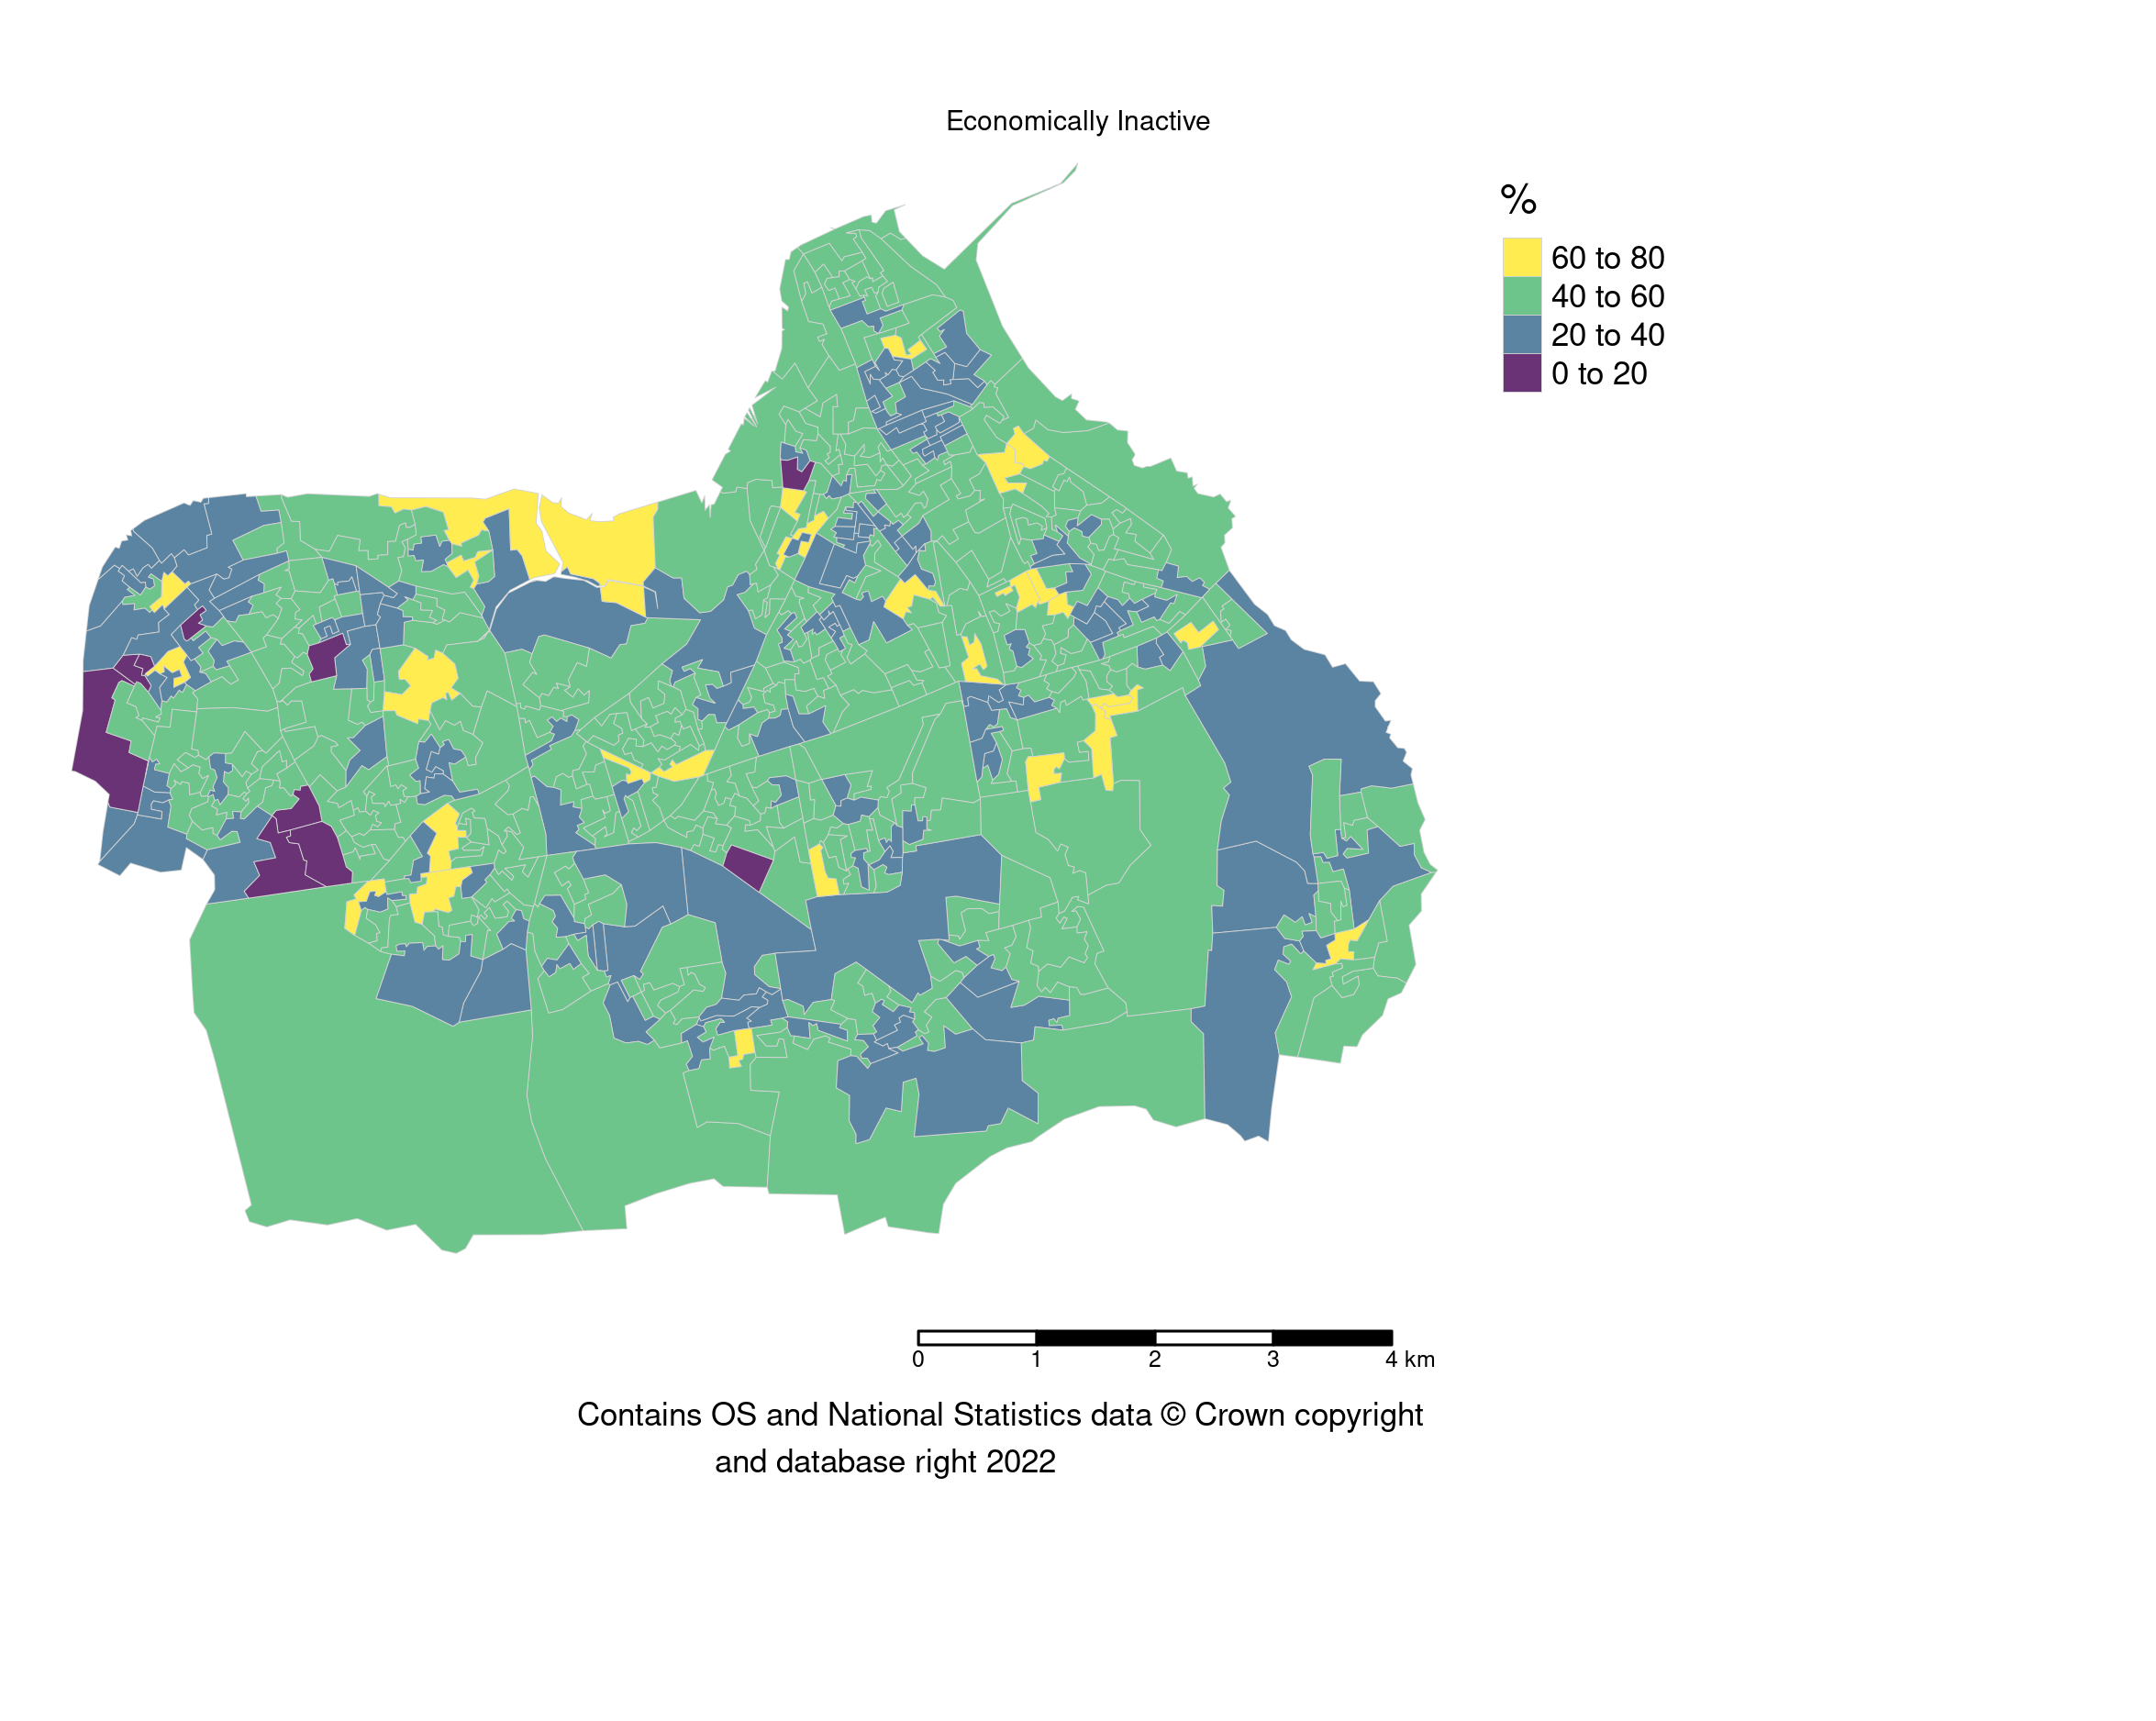 Economically Inactive
%
60 to 80
40 to 60
20 to 40
0 to 20
0 1 2 3 4 km
Contains OS and National Statistics data © Crown copyright
and database right 2022